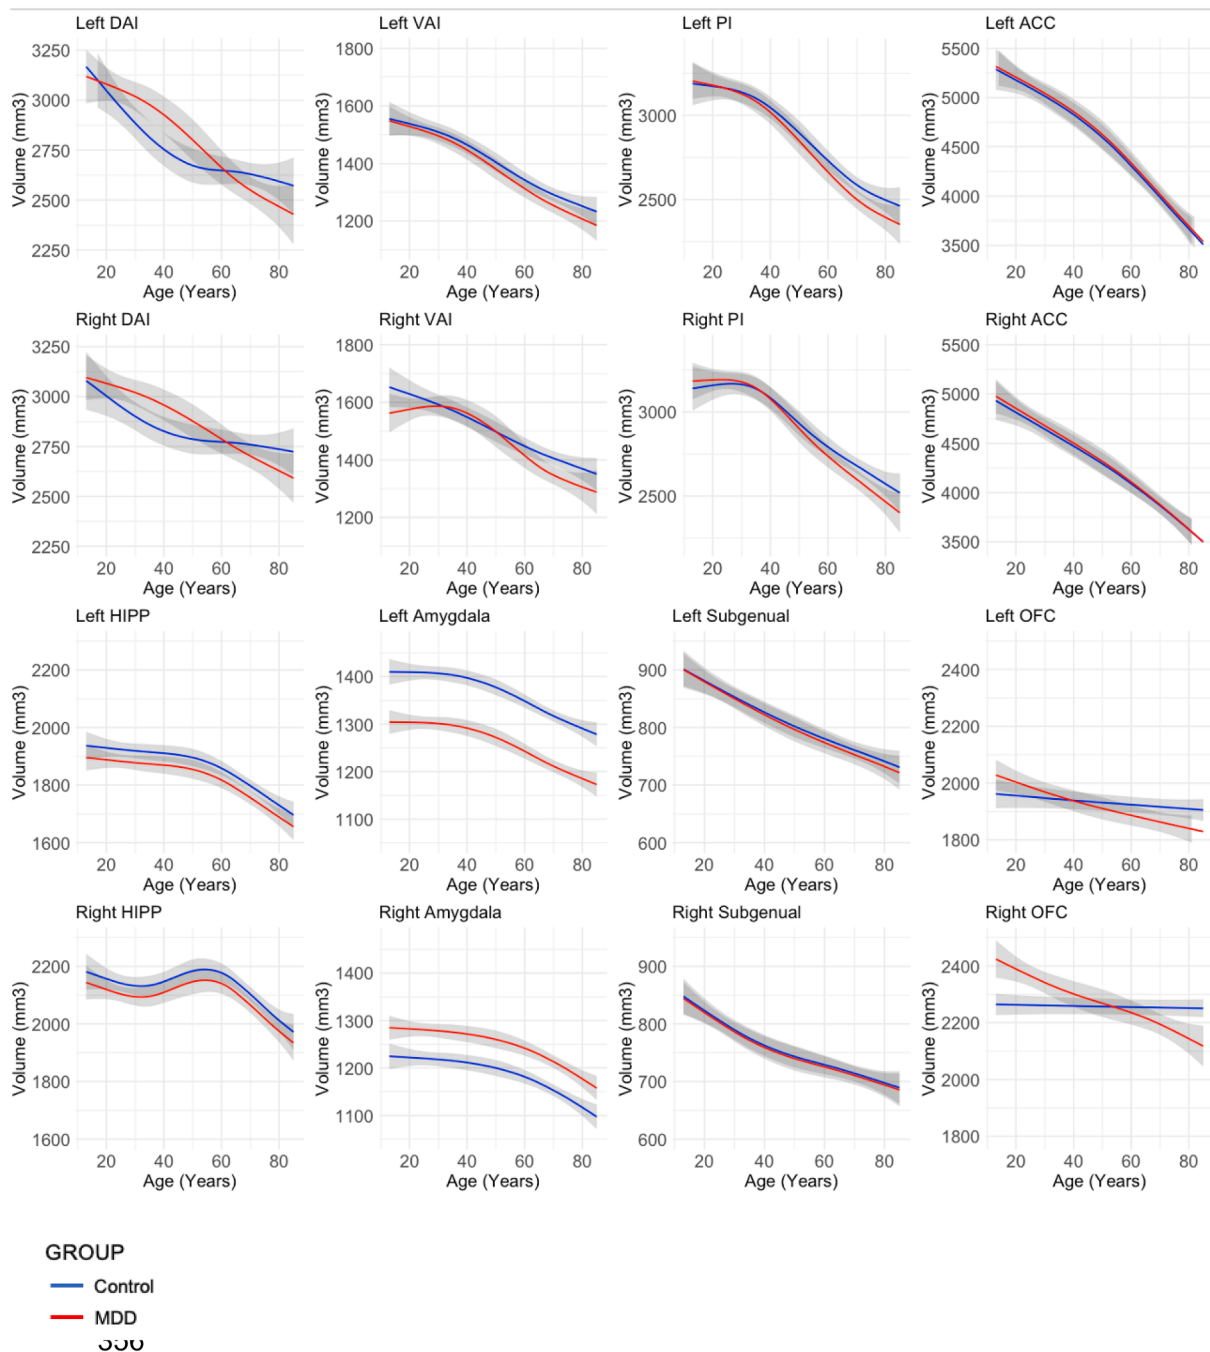 Left DAI Left VAI Left PI Left ACC
Volume (mm3) 3250 3000 2750 2500 2250
Volume (mm3) 1800 1600 1400 1200
Volume (mm3) 3000 2500
Volume (mm3) 5500 5000 4500 4000 3500
20 40 60 80 20 40 60 80 20 40 60 80 20 40 60 80
Age (Years) Age (Years) Age (Years) Age (Years)
Right DAI Right VAI Right PI Right ACC
Volume (mm3) 3250 3000 2750 2500 2250
Volume (mm3) 1800 1600 1400 1200
Volume (mm3) 3000 2500
Volume (mm3) 5500 5000 4500 4000 3500
20 40 60 80 20 40 60 80 20 40 60 80 20 40 60 80
Age (Years) Age (Years) Age (Years) Age (Years)
Left HIPP Left Amygdala Left Subgenual Left OFC
Volume (mm3) 2200 2000 1800 1600
Volume (mm3) 1400 1300 1200 1100
Volume (mm3) 900 800 700 600
Volume (mm3) 2400 2200 2000 1800
20 40 60 80 20 40 60 80 20 40 60 80 20 40 60 80
Age (Years) Age (Years) Age (Years) Age (Years)
Right HIPP Right Amygdala Right Subgenual Right OFC
Volume (mm3) 2200 2000 1800 1600
Volume (mm3) 1400 1300 1200 1100
Volume (mm3) 900 800 700 600
Volume (mm3) 2400 2200 2000 1800
20 40 60 80 20 40 60 80 20 40 60 80 20 40 60 80
Age (Years) Age (Years) Age (Years) Age (Years)
GROUP
Control
MDD
356